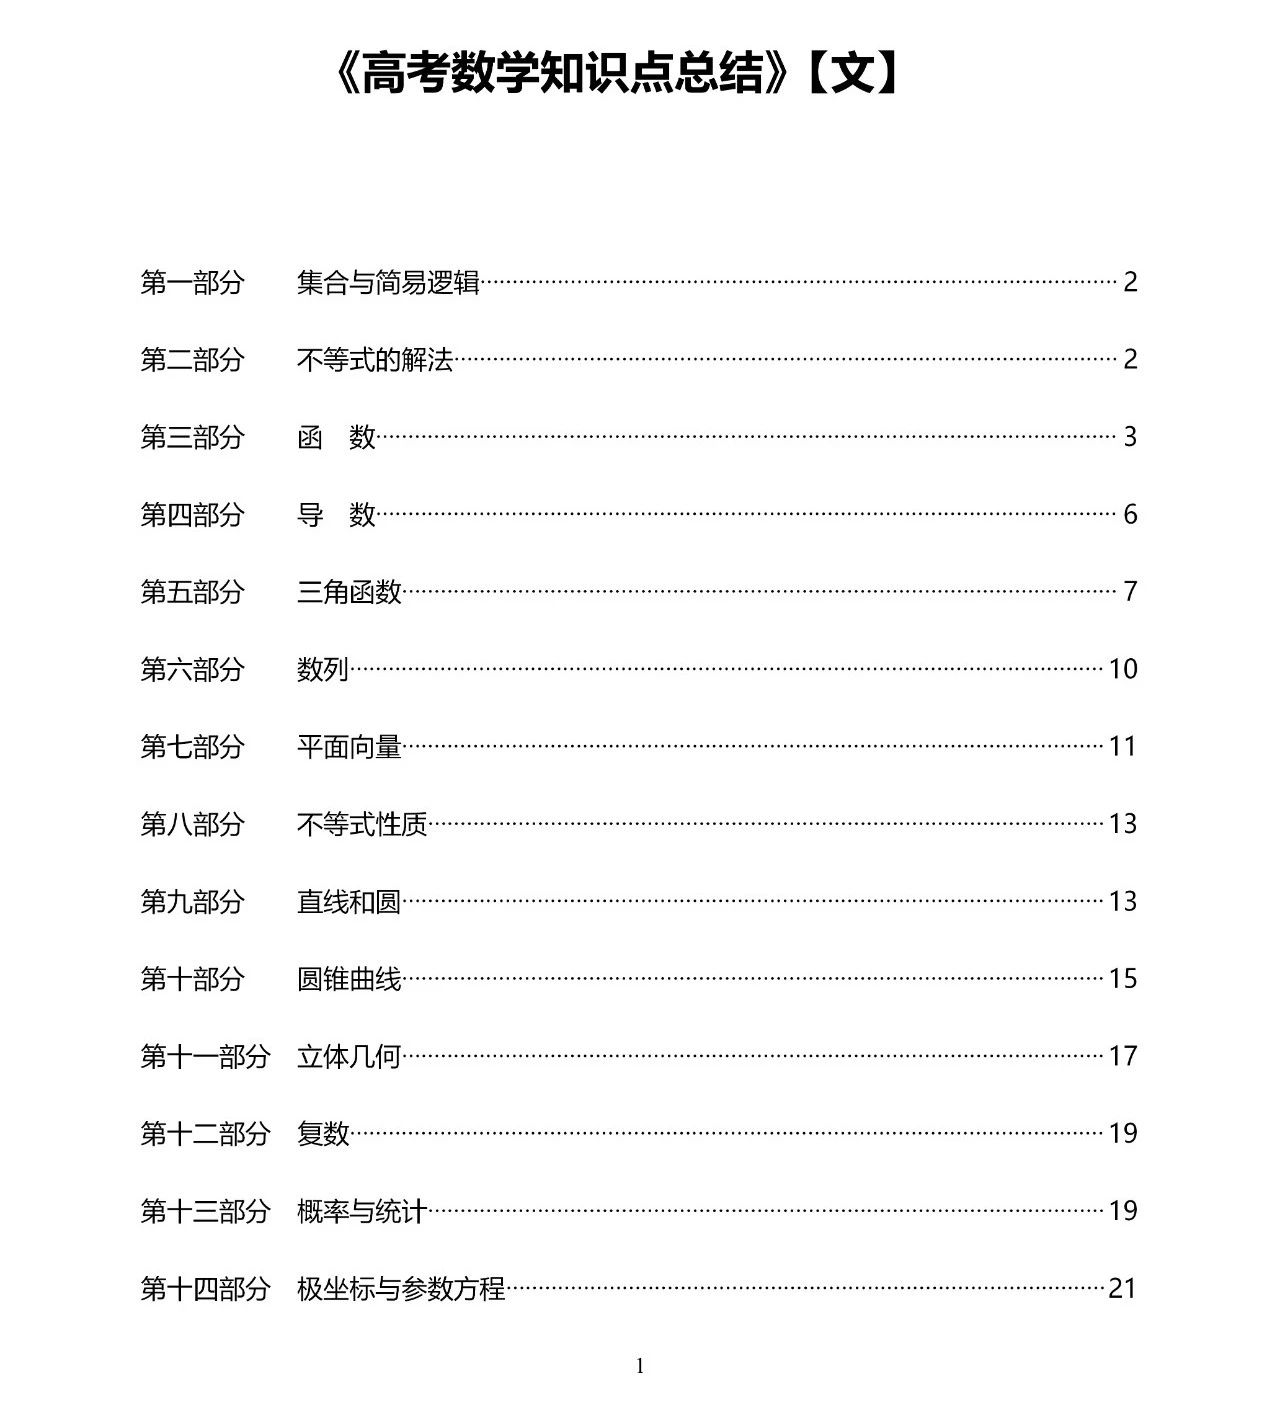 《高考数学知识点总结》【文】
第一部分 集合与简易逻辑 2
第二部分 不等式的解法 2
第三部分 函 数 3
第四部分 导 数 6
第五部分 三角函数 7
第六部分 数列 10
第七部分 平面向量 11
第八部分 不等式性质 13
第九部分 直线和圆 13
第十部分 圆锥曲线 15
第十一部分 立体几何 17
第十二部分 复数 19
第十三部分 概率与统计 19
第十四部分 极坐标与参数方程 21
1